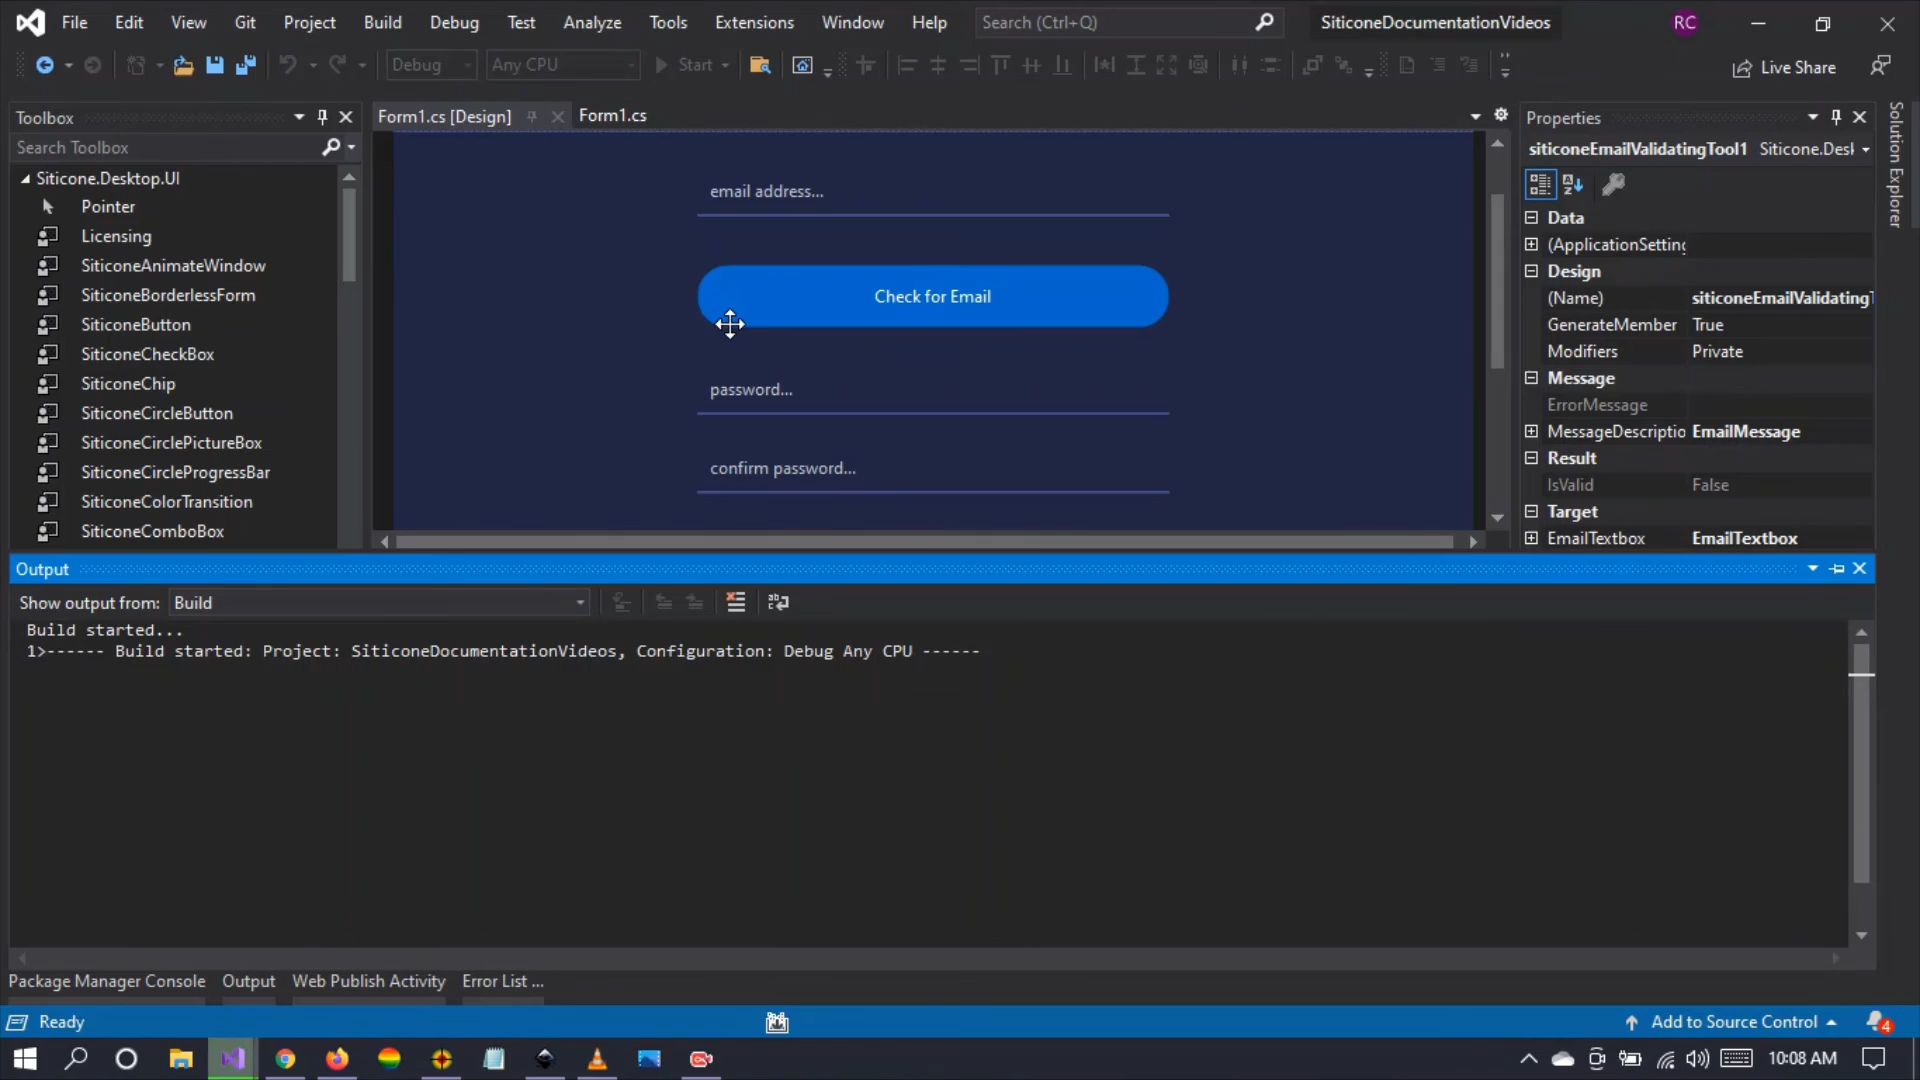 File Edit View Git Project Build Debug Test Analyze Tools Extensions Window Help Search (Ctrl+Q) SiticoneDocumentationVideos RC
Debug Any CPU Start Live Share
Toolbox
Form1.cs [Design] Form1.cs
Properties
Search Toolbox
siticoneEmailValidatingTool1 Siticone.Desk
Siticone.Desktop.UI
Pointer
Licensing
SiticoneAnimateWindow
SiticoneBorderlessForm
SiticoneButton
SiticoneCheckBox
SiticoneChip
SiticoneCircleButton
SiticoneCirclePictureBox
SiticoneCircleProgressBar
SiticoneColorTransition
SiticoneComboBox
email address...
Check for Email
password...
confirm password...
Data
(ApplicationSetting
Design
(Name) siticoneEmailValidatingT
GenerateMember True
Modifiers Private
Message
ErrorMessage
MessageDescriptio EmailMessage
Result
IsValid False
Target
EmailTextbox EmailTextbox
Solution Explorer
Output
Show output from: Build
Build started...
1>------ Build started: Project: SiticoneDocumentationVideos, Configuration: Debug Any CPU ------
Package Manager Console Output Web Publish Activity Error List ...
Ready Add to Source Control 4
10:08 AM